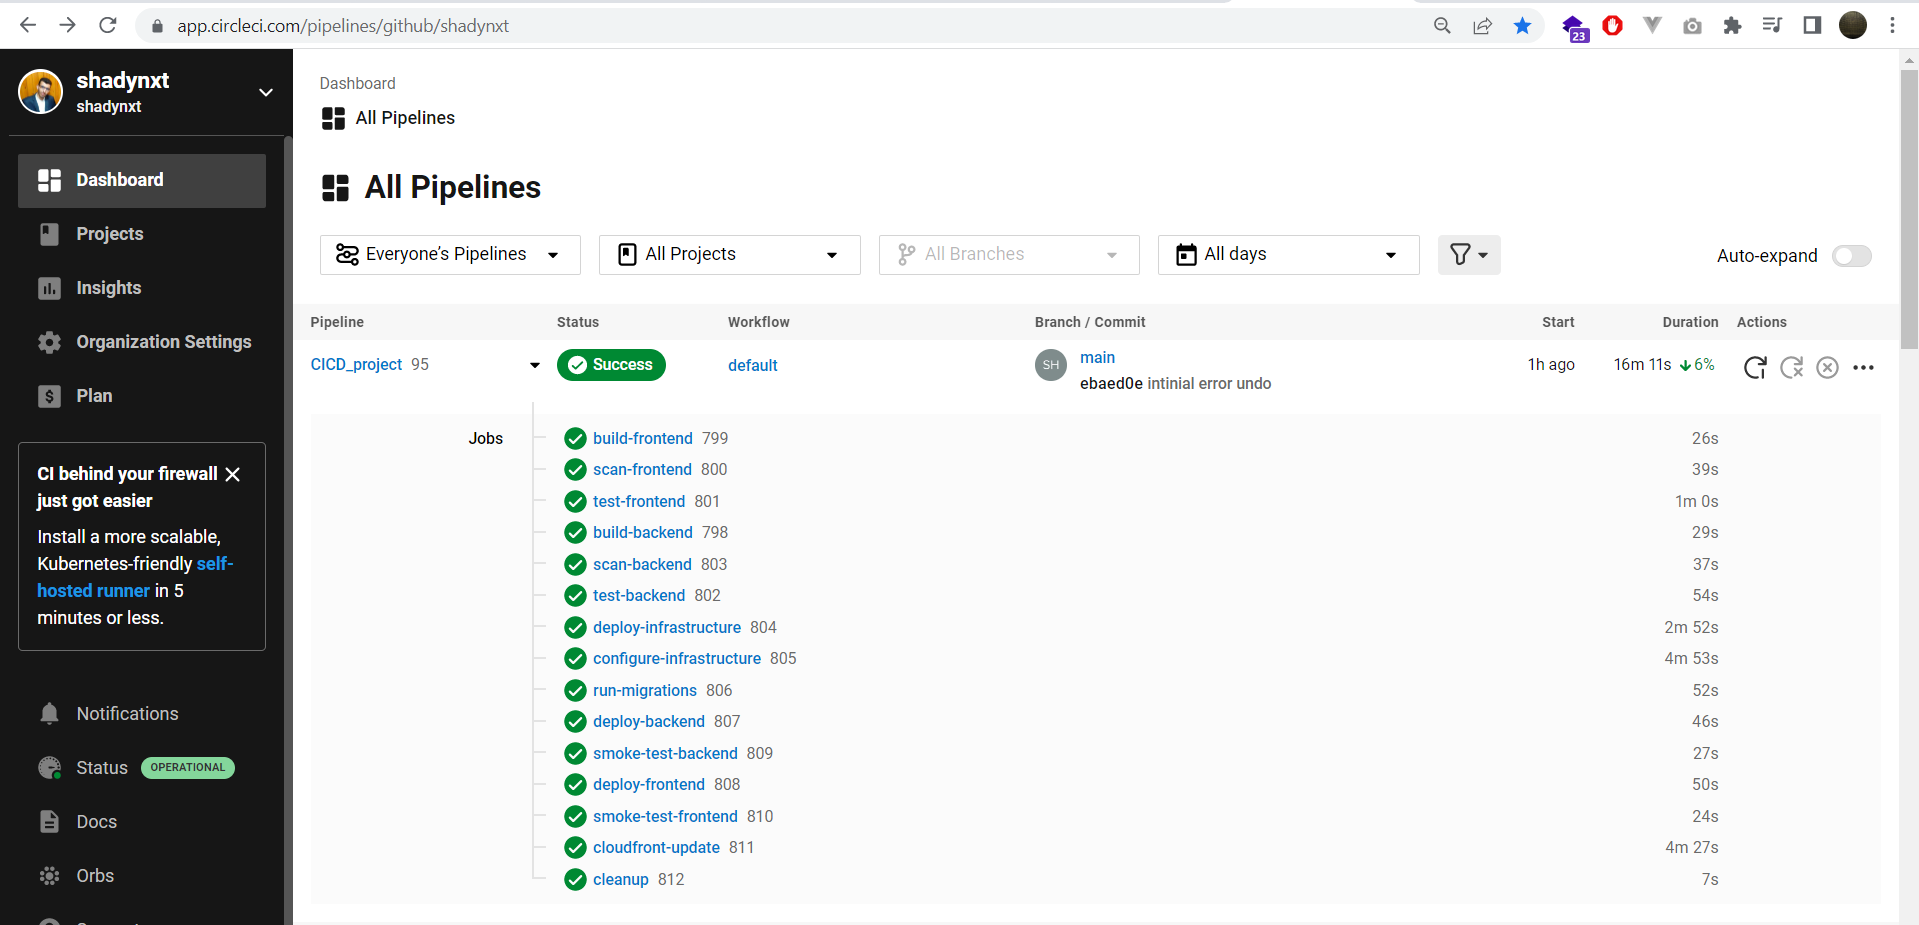 app.circleci.com/pipelines/github/shadynxt
23
shadynxt
shadynxt
Dashboard
Projects
Insights
Organization Settings
Plan
CI behind your firewall
just got easier
Install a more scalable,
Kubernetes-friendly self-
hosted runner in 5
minutes or less.
Notifications
Status OPERATIONAL
Docs
Orbs
Dashboard
All Pipelines
All Pipelines
Everyone’s Pipelines All Projects All Branches All days Auto-expand
Pipeline Status Workflow Branch / Commit Start Duration Actions
CICD_project 95 Success default SH main 1h ago 16m 11s 6%
ebaed0e intinial error undo
Jobs build-frontend 799 26s
scan-frontend 800 39s
test-frontend 801 1m 0s
build-backend 798 29s
scan-backend 803 37s
test-backend 802 54s
deploy-infrastructure 804 2m 52s
configure-infrastructure 805 4m 53s
run-migrations 806 52s
deploy-backend 807 46s
smoke-test-backend 809 27s
deploy-frontend 808 50s
smoke-test-frontend 810 24s
cloudfront-update 811 4m 27s
cleanup 812 7s